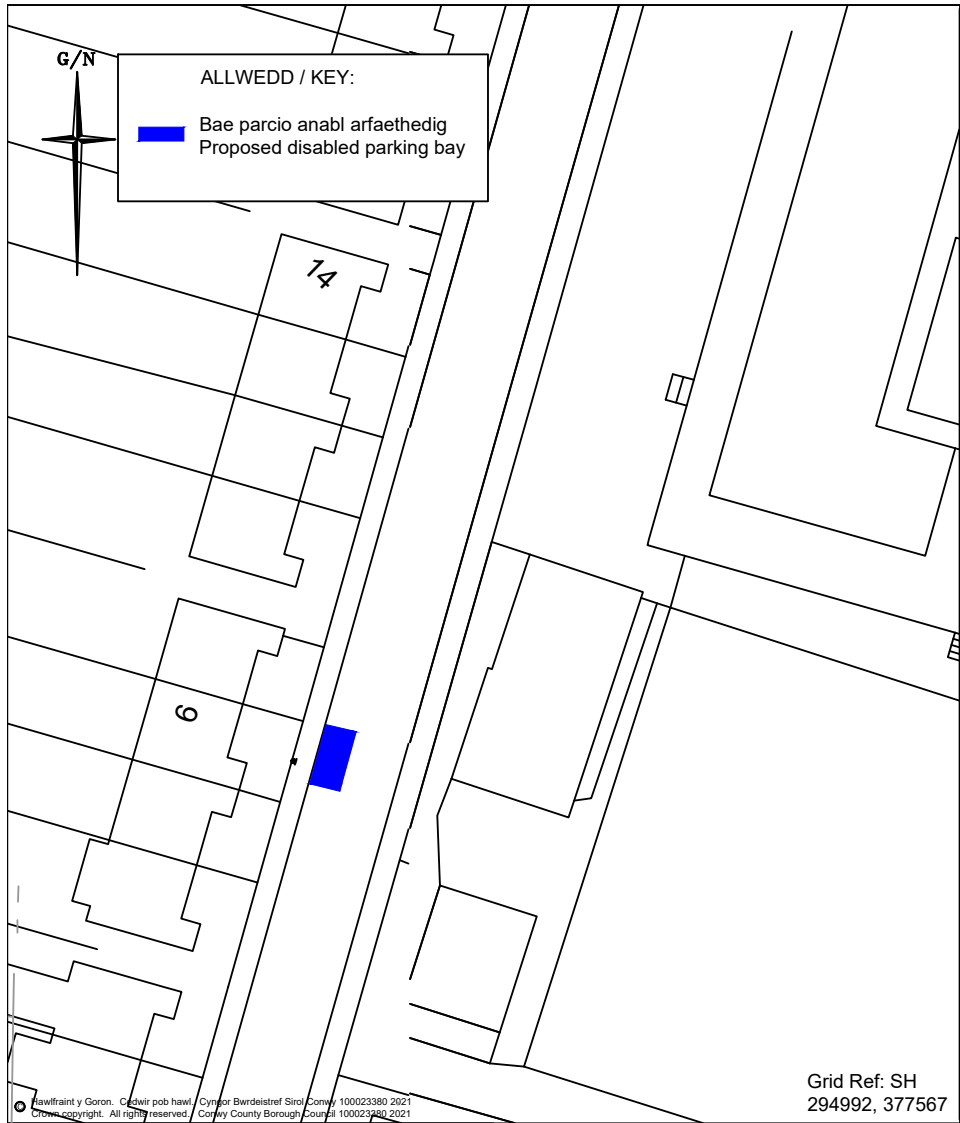 G/N
ALLWEDD / KEY:
Bae parcio anabl arfaethedig
Proposed disabled parking bay
14
6
Grid Ref: SH
294992, 377567
© Hawlfraint y Goron. Cedwir pob hawl. Cyngor Bwrdeistref Sirol Conwy 100023380 2021
Crown copyright. All rights reserved. Conwy County Borough Council 100023380 2021